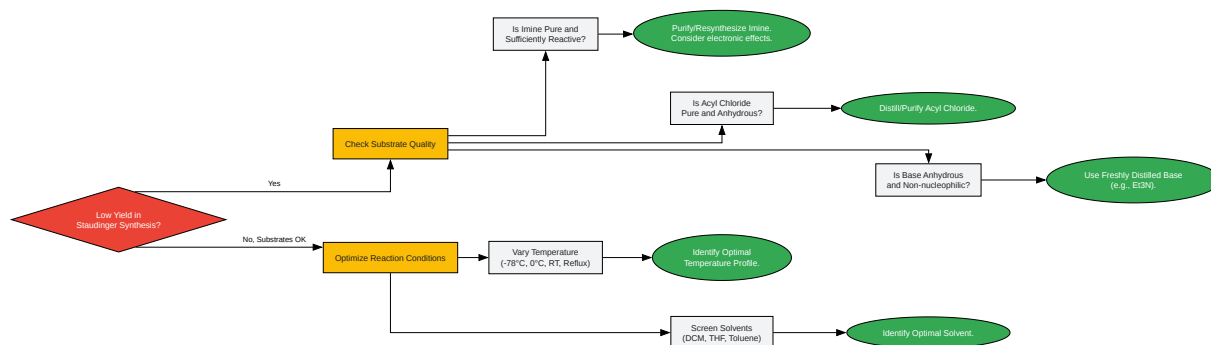 Is Imine Pure and
Sufficiently Reactive?
Purify/Resynthesize Imine.
Consider electronic effects.
Is Acyl Chloride
Pure and Anhydrous?
Distill/Purify Acyl Chloride.
Check Substrate Quality
Is Base Anhydrous
and Non-nucleophilic?
Use Freshly Distilled Base
(e.g., Et3N).
Yes
Low Yield in
Staudinger Synthesis?
No, Substrates OK
Optimize Reaction Conditions
Vary Temperature
(-78°C, 0°C, RT, Reflux)
Identify Optimal
Temperature Profile.
Screen Solvents
(DCM, THF, Toluene)
Identify Optimal Solvent.